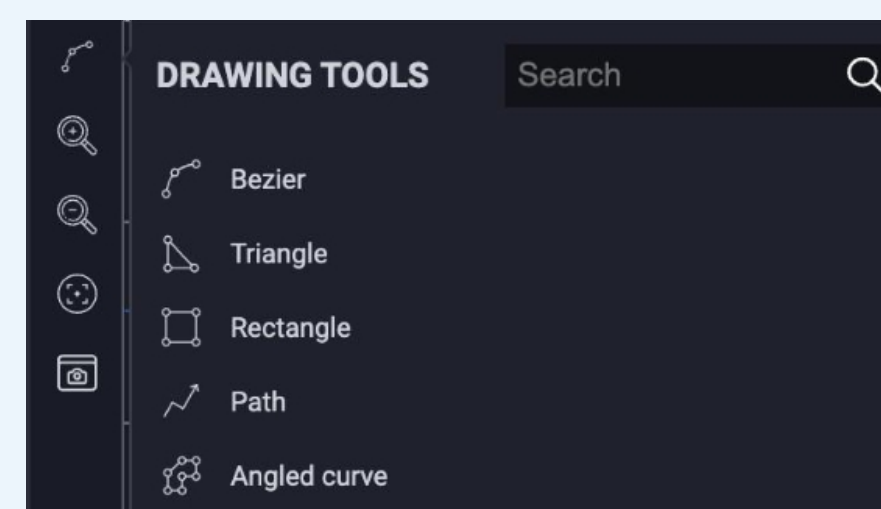 DRAWING TOOLS
Search
Bezier
Triangle
Rectangle
Path
Angled curve